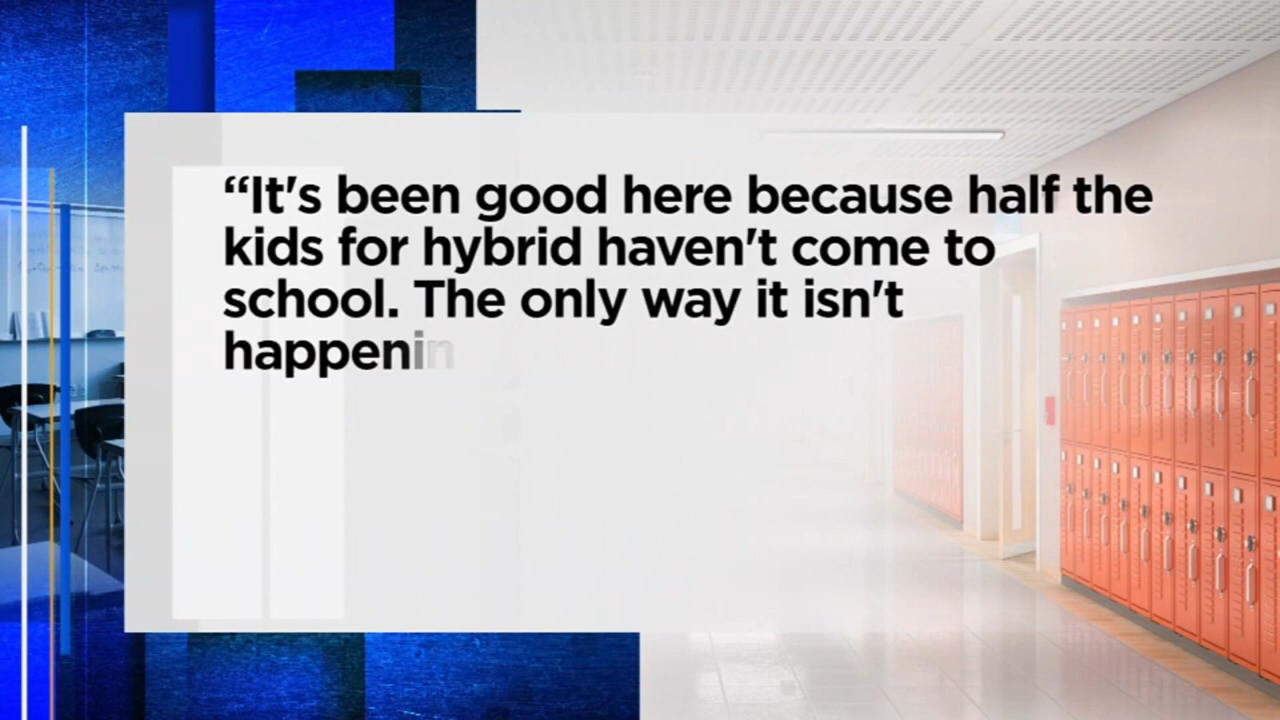 “It's been good here because half the
kids for hybrid haven't come to
school. The only way it isn't
happenin